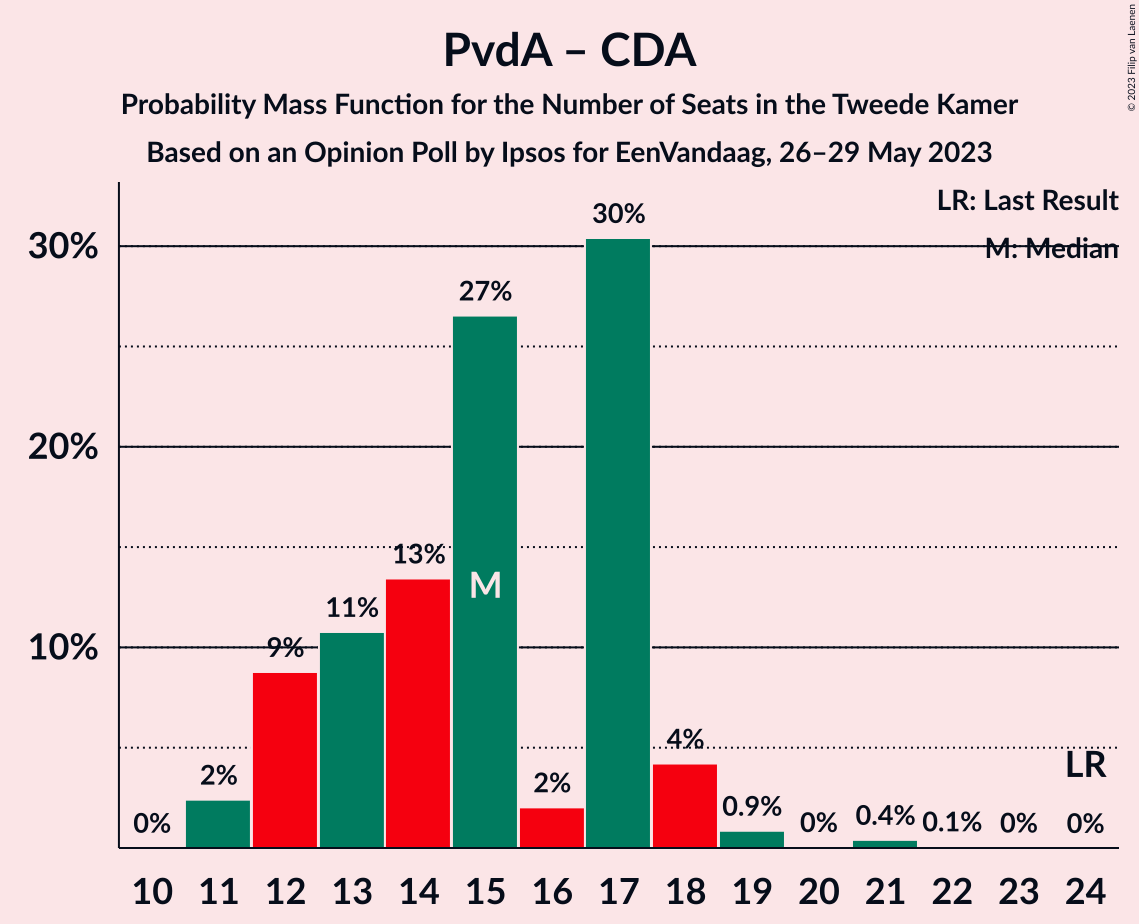 PvdA – CDA
Probability Mass Function for the Number of Seats in the Tweede Kamer
Based on an Opinion Poll by Ipsos for EenVandaag, 26–29 May 2023
© 2023 Filip van Laenen
LR: Last Result
M: Median
30%
20%
10%
0%
2%
9%
11%
13%
27%
M
2%
30%
4%
0.9%
0%
0.4%
0.1%
0%
LR
0%
10 11 12 13 14 15 16 17 18 19 20 21 22 23 24